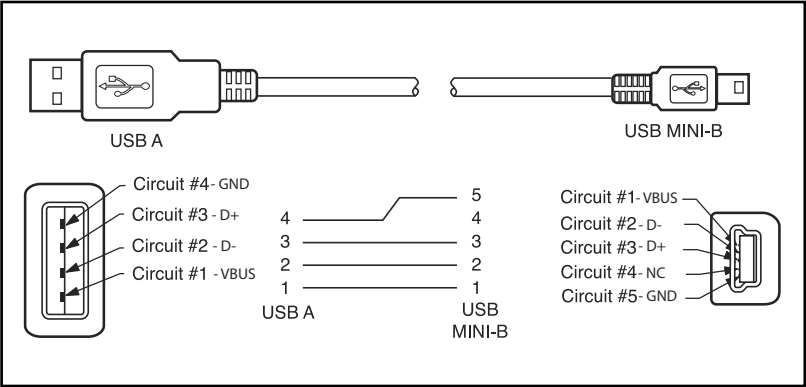 USB A
USB MINI-B
Circuit #4- GND
Circuit #3 - D+
Circuit #2 - D-
Circuit #1 - VBUS
4
3
2
1
USB A
5
4
3
2
1
USB
MINI-B
Circuit #1- VBUS
Circuit #2 - D-
Circuit #3 - D+
Circuit #4 - NC
Circuit #5- GND